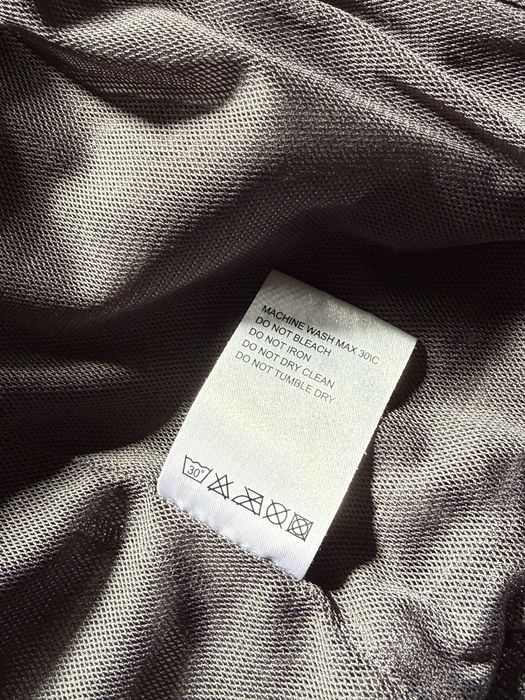 MACHINE WASH MAX 30\C
DO NOT BLEACH
DO NOT IRON
DO NOT DRY CLEAN
DO NOT TUMBLE DRY
30°